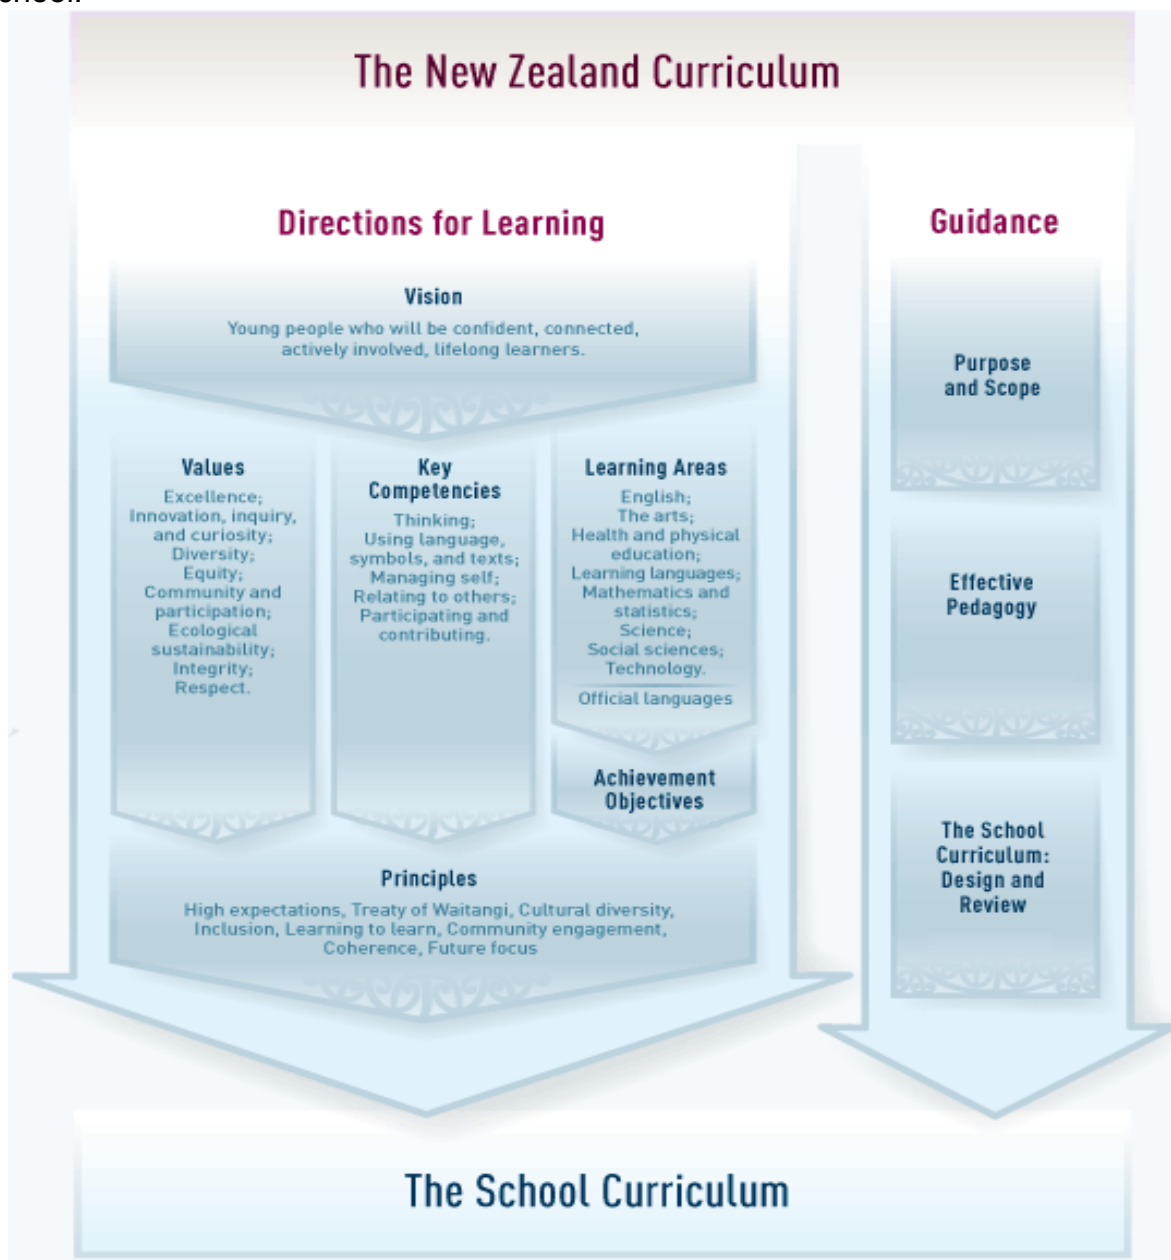 The New Zealand Curriculum
Directions for Learning
Vision
Young people who will be confident, connected,
actively involved, lifelong learners.
Values
Excellence;
Innovation, inquiry,
and curiosity;
Diversity;
Equity;
Community and
participation;
Ecological
sustainability;
Integrity;
Respect.
Key
Competencies
Thinking;
Using language,
symbols, and texts;
Managing self;
Relating to others;
Participating and
contributing.
Learning Areas
English;
The arts;
Health and physical
education;
Learning languages;
Mathematics and
statistics;
Science;
Social sciences;
Technology.
Official languages
Achievement
Objectives
Principles
High expectations, Treaty of Waitangi, Cultural diversity,
Inclusion, Learning to learn, Community engagement,
Coherence, Future focus
Guidance
Purpose
and Scope
Effective
Pedagogy
The School
Curriculum:
Design and
Review
The School Curriculum